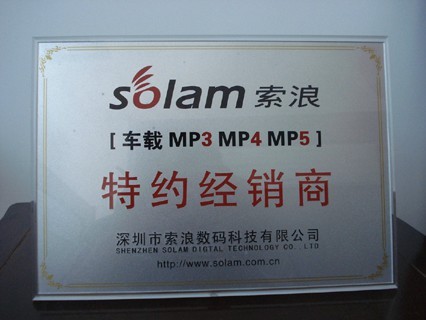 solam 索浪
[ 车载 MP3 MP4 MP5 ]
特约经销商
深圳市索浪数码科技有限公司
SHENZHEN SOLAM DIGTAL TECHNOLOGY CO.,LTD
http://www.solam.com.cn